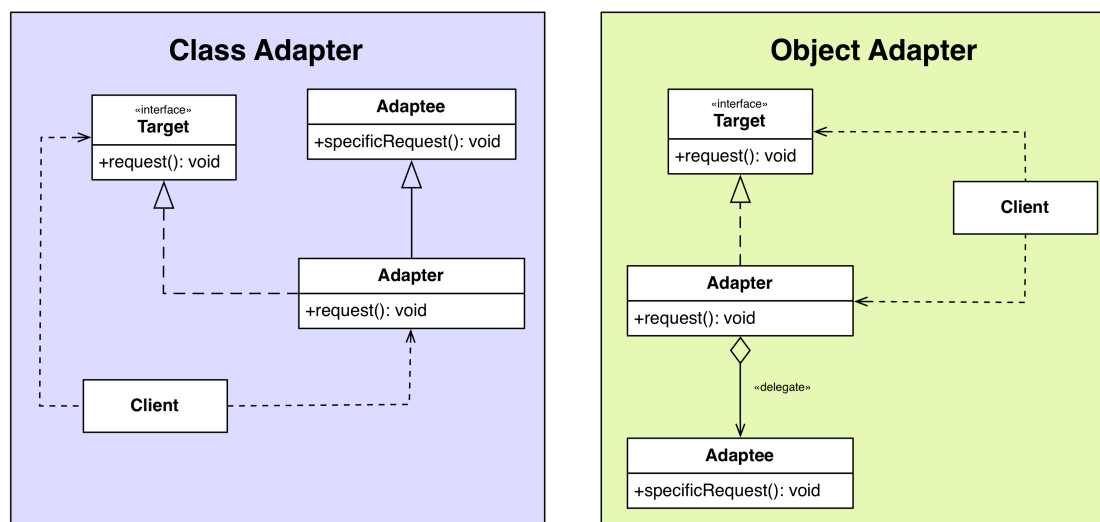 Class Adapter
«interface»
Target
+request(): void
Adaptee
+specificRequest(): void
Adapter
+request(): void
Client
Object Adapter
«interface»
Target
+request(): void
Client
Adapter
+request(): void
«delegate»
Adaptee
+specificRequest(): void